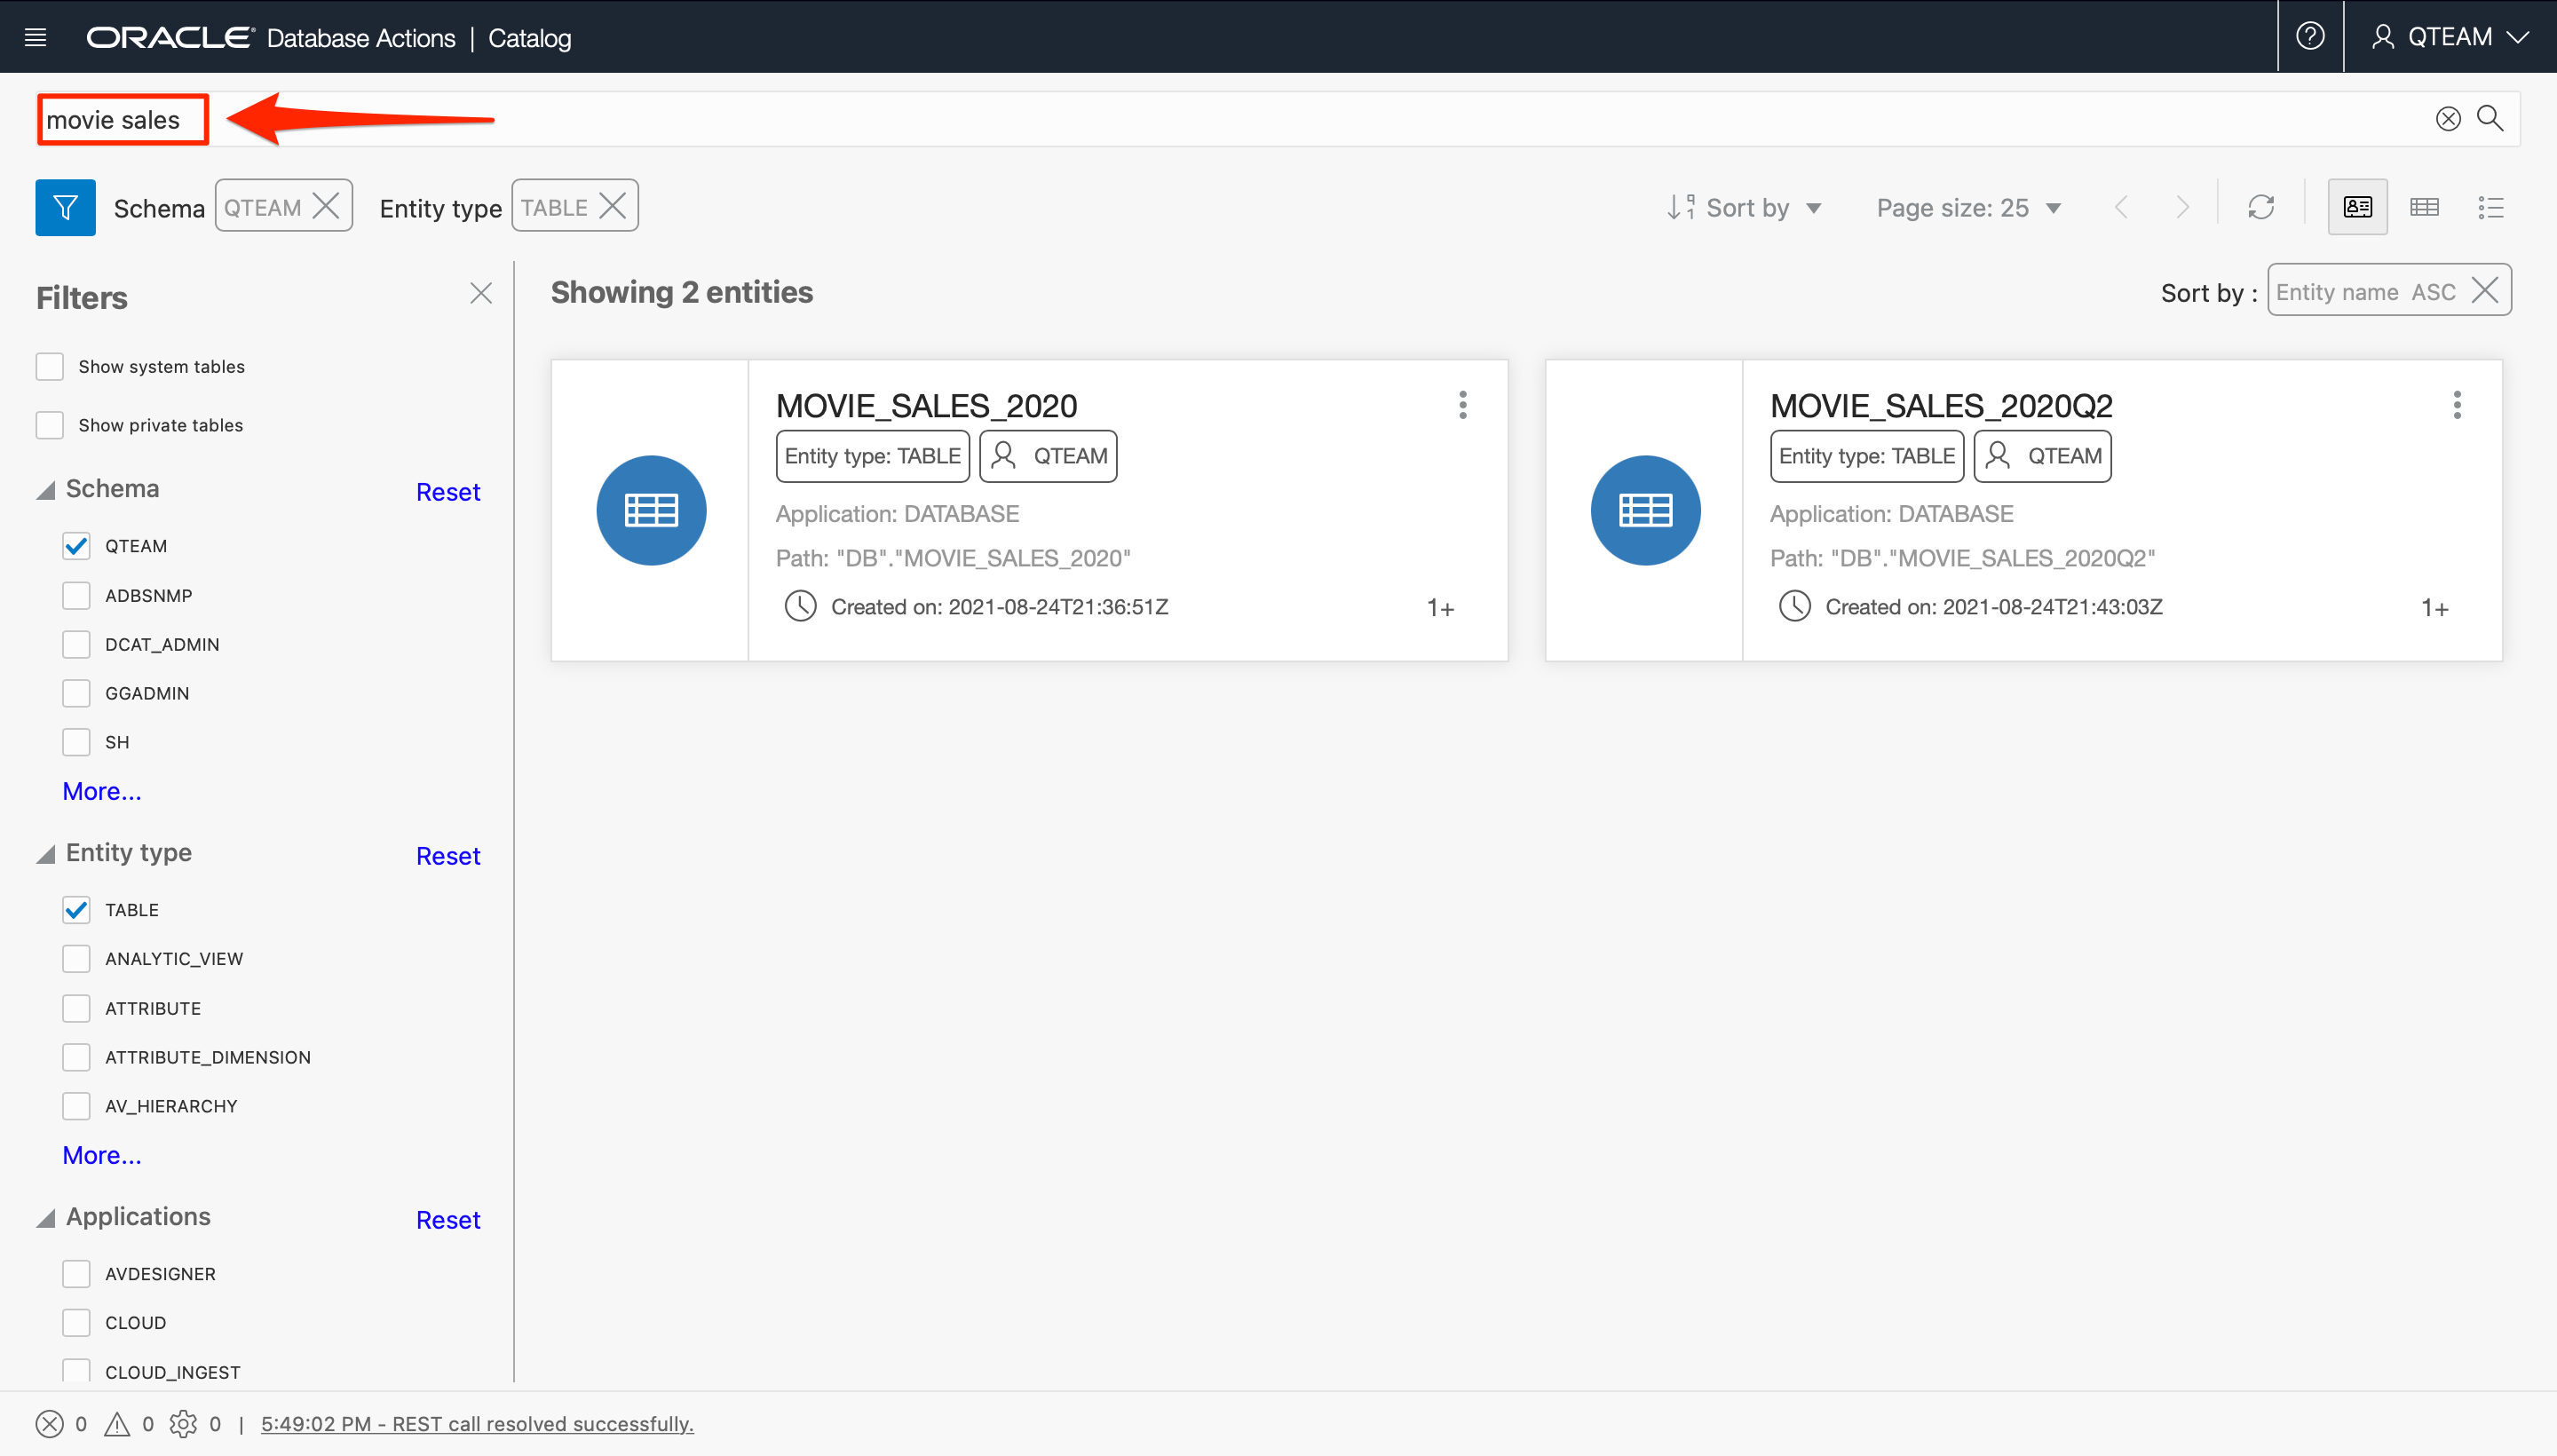 ORACLE Database Actions | Catalog
QTEAM
movie sales
Schema QTEAM Entity type TABLE
Sort by Page size: 25
Filters
Showing 2 entities
Sort by : Entity name ASC
Show system tables
Show private tables
Schema Reset
QTEAM
ADBSNMP
DCAT_ADMIN
GGADMIN
SH
More...
Entity type Reset
TABLE
ANALYTIC_VIEW
ATTRIBUTE
ATTRIBUTE_DIMENSION
AV_HIERARCHY
More...
Applications Reset
AVDESIGNER
CLOUD
CLOUD_INGEST
MOVIE_SALES_2020
Entity type: TABLE QTEAM
Application: DATABASE
Path: "DB"."MOVIE_SALES_2020"
Created on: 2021-08-24T21:36:51Z 1+
MOVIE_SALES_2020Q2
Entity type: TABLE QTEAM
Application: DATABASE
Path: "DB"."MOVIE_SALES_2020Q2"
Created on: 2021-08-24T21:43:03Z 1+
0 0 0 | 5:49:02 PM - REST call resolved successfully.